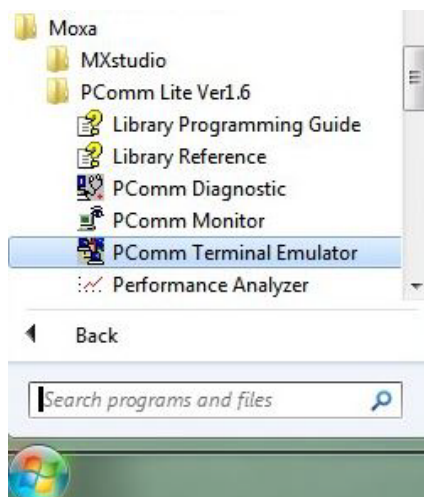 Moxa
MXstudio
PComm Lite Ver1.6
Library Programming Guide
Library Reference
PComm Diagnostic
PComm Monitor
PComm Terminal Emulator
Performance Analyzer
Back
Search programs and files